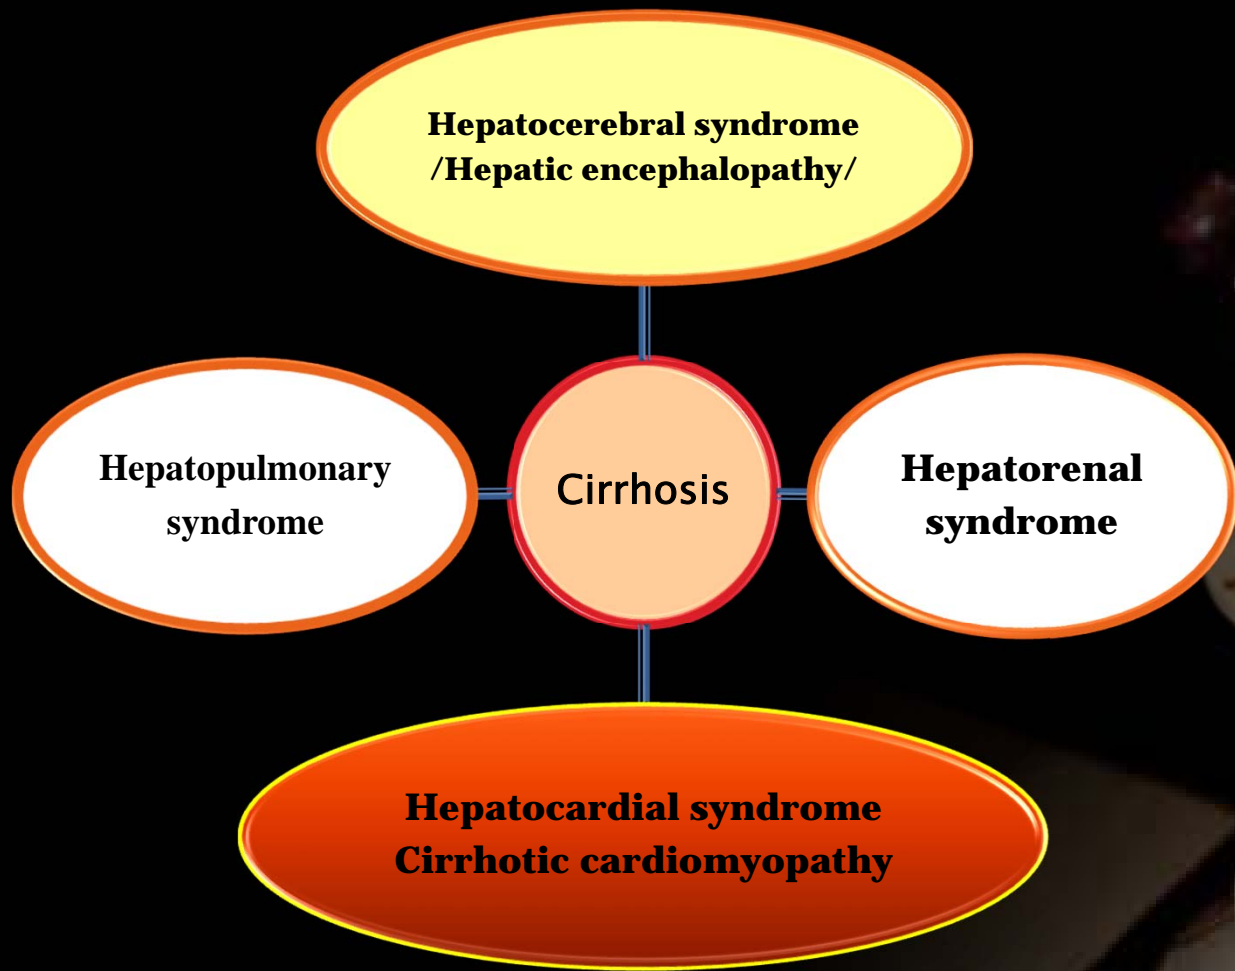 Hepatocerebral syndrome
/Hepatic encephalopathy/
Hepatopulmonary
syndrome
Cirrhosis
Hepatorenal
syndrome
Hepatocardial syndrome
Cirrhotic cardiomyopathy